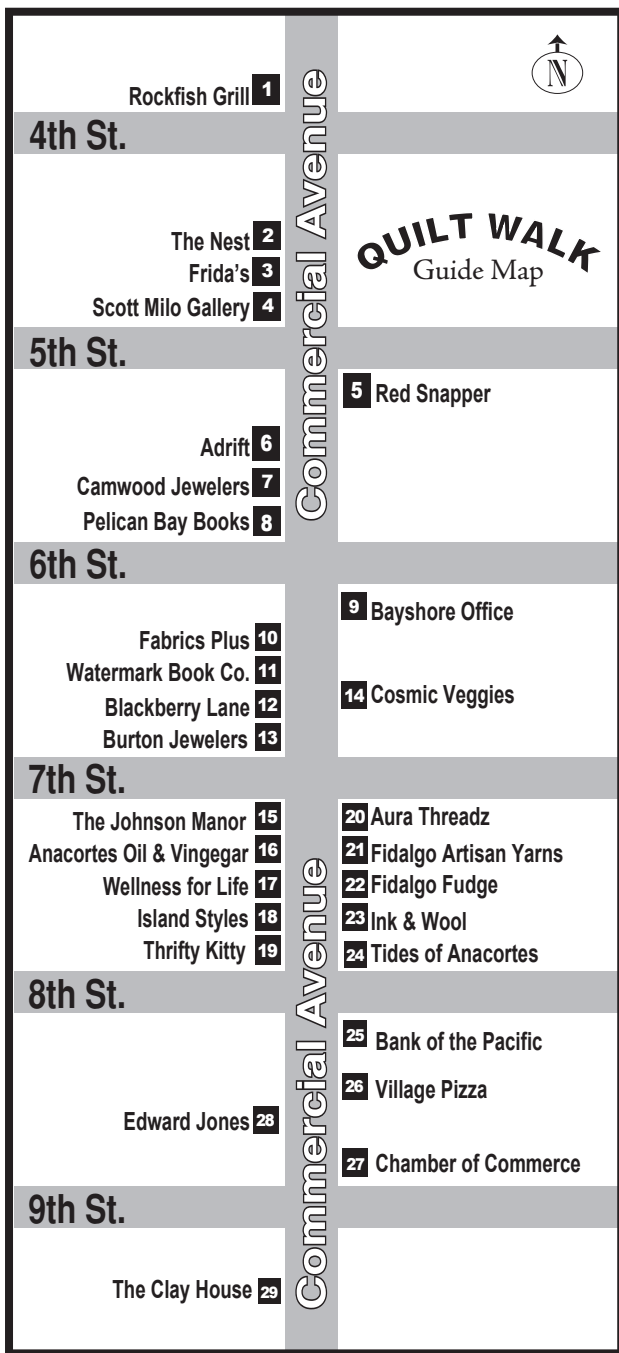 N
Rockfish Grill 1
4th St.
Commercial Avenue
QUILT WALK
Guide Map
The Nest 2
Frida's 3
Scott Milo Gallery 4
5th St.
5 Red Snapper
Adrift 6
Camwood Jewelers 7
Pelican Bay Books 8
6th St.
9 Bayshore Office
Fabrics Plus 10
Watermark Book Co. 11
Blackberry Lane 12
Burton Jewelers 13
14 Cosmic Veggies
7th St.
The Johnson Manor 15
Anacortes Oil & Vingegar 16
Wellness for Life 17
Island Styles 18
Thrifty Kitty 19
20 Aura Threadz
21 Fidalgo Artisan Yarns
22 Fidalgo Fudge
23 Ink & Wool
24 Tides of Anacortes
Commercial Avenue
8th St.
25 Bank of the Pacific
26 Village Pizza
Edward Jones 28
27 Chamber of Commerce
9th St.
The Clay House 29